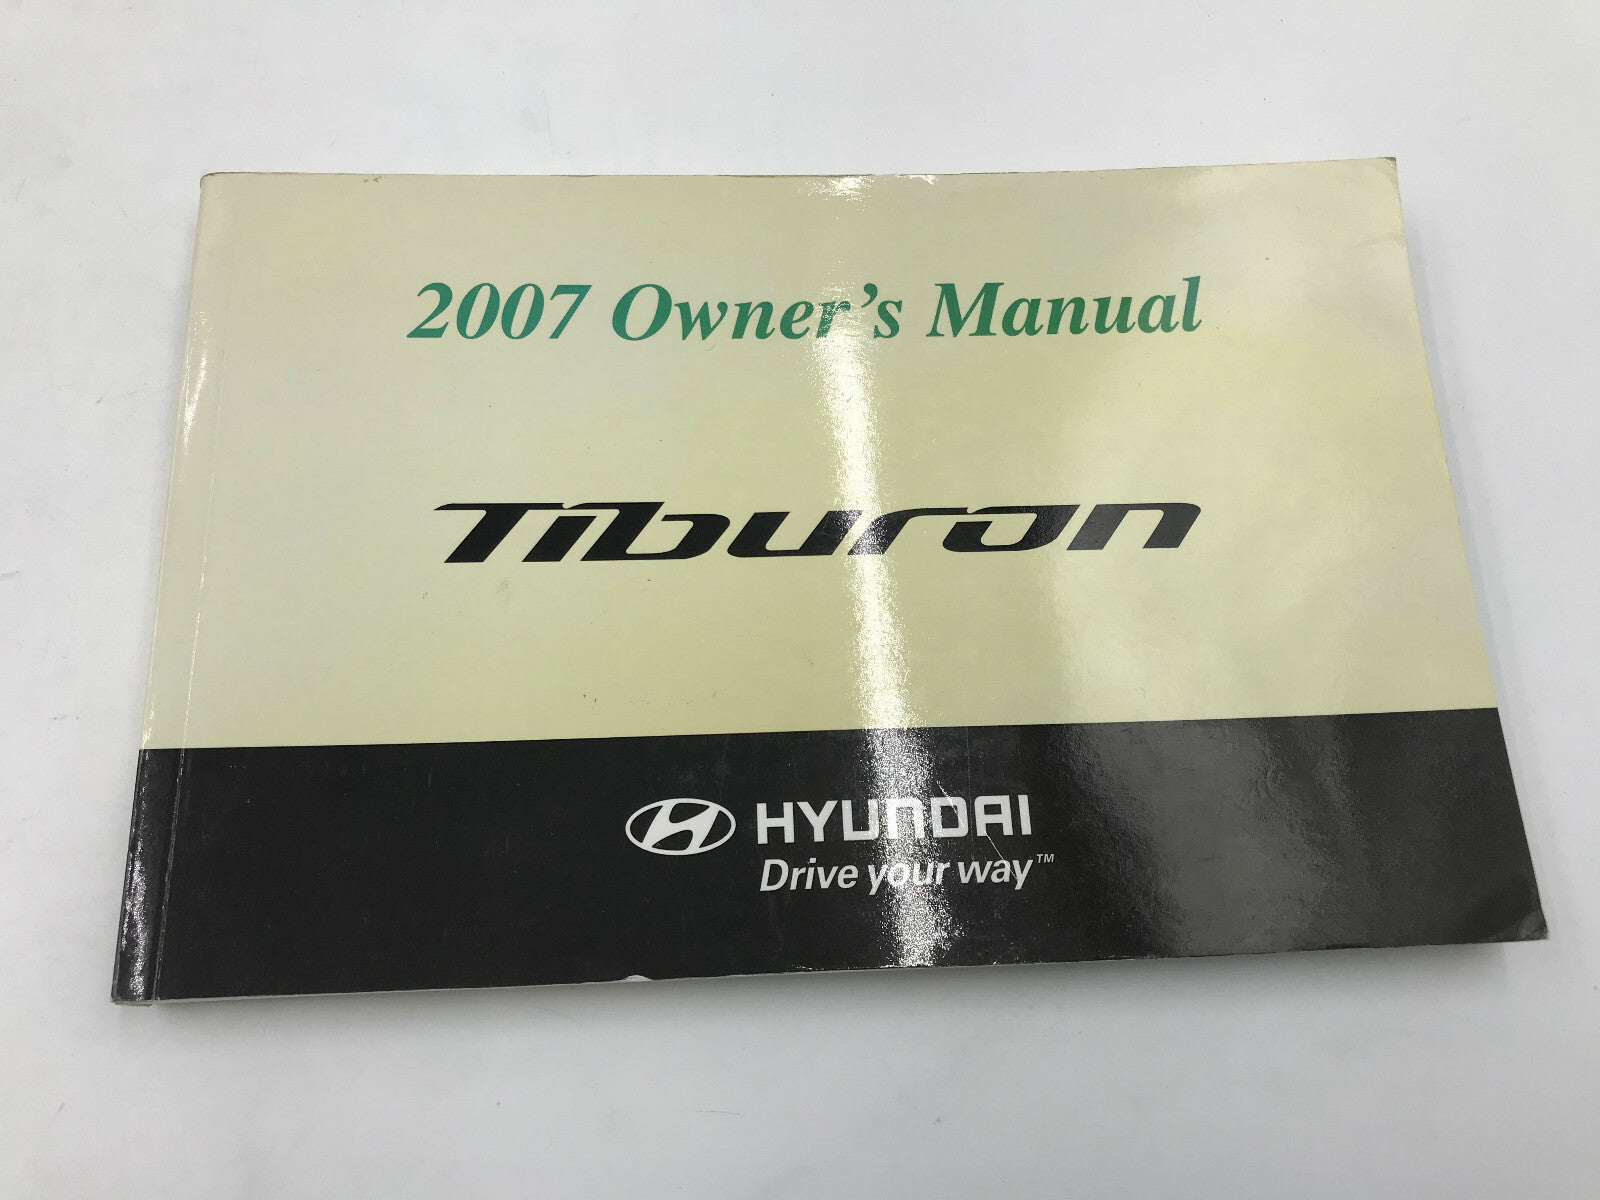 2007 Owner's Manual
Tiburon
HYUNDAI
Drive your way™